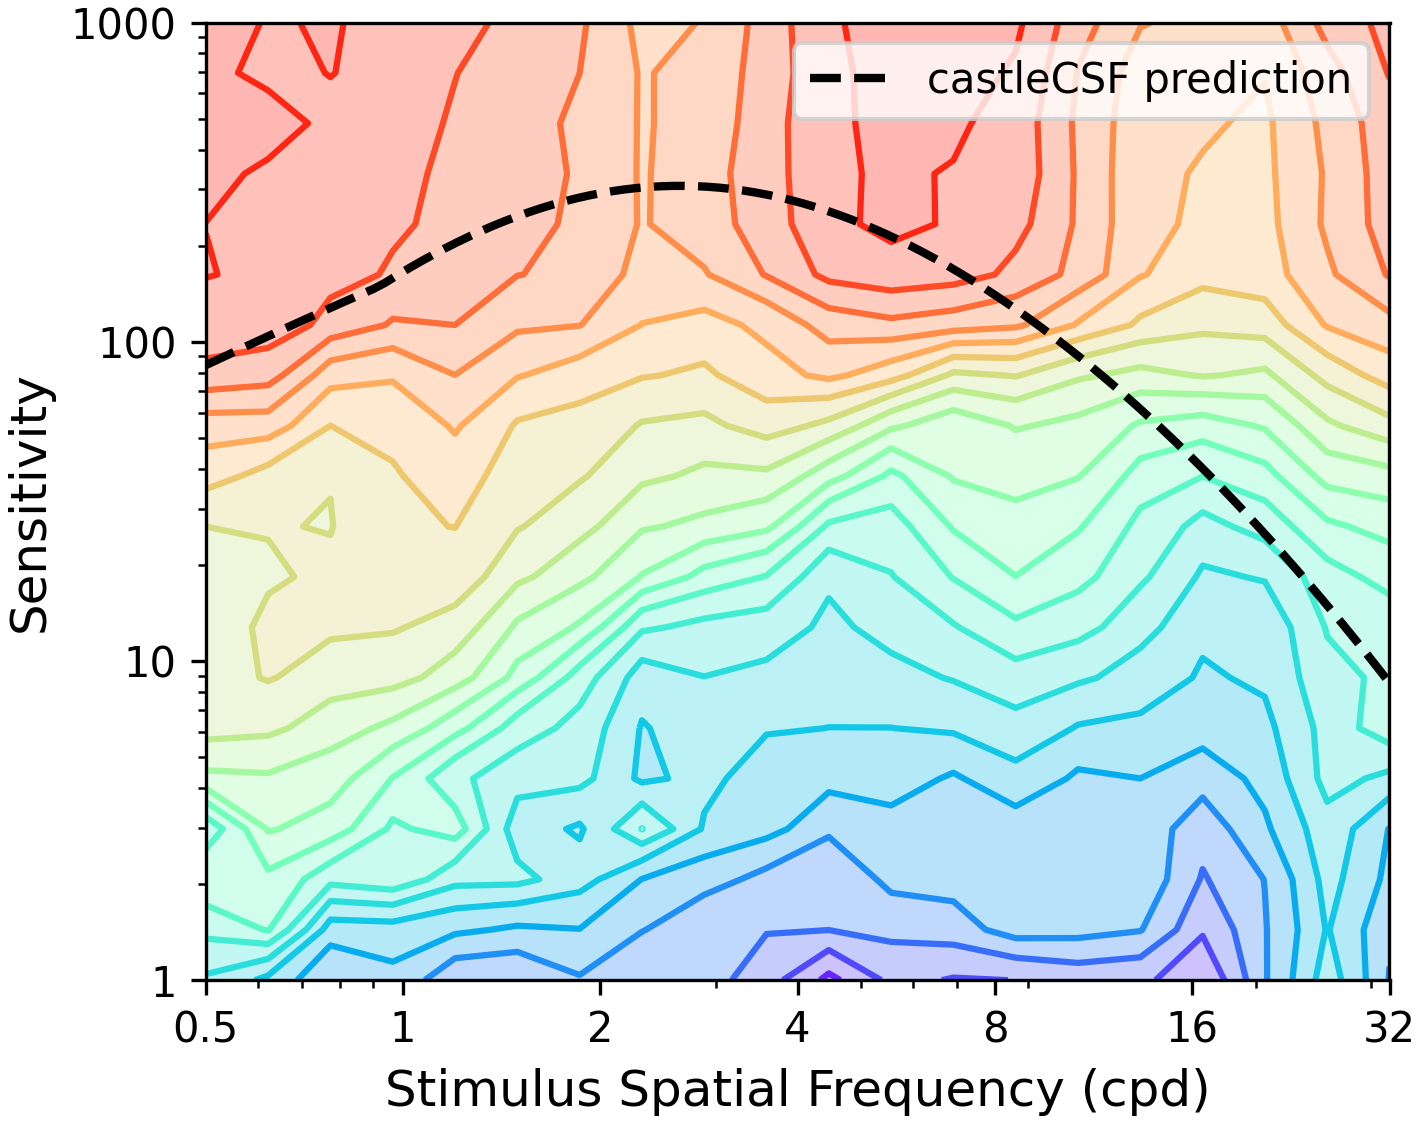 1000
castleCSF prediction
100
Sensitivity
10
1
0.5 1 2 4 8 16 32
Stimulus Spatial Frequency (cpd)